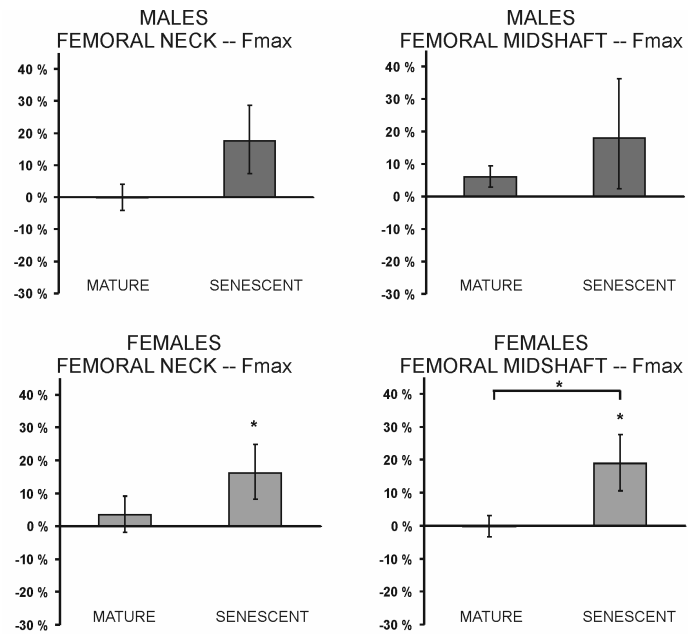 MALES
FEMORAL NECK -- Fmax
40 %
30 %
20 %
10 %
0 %
-10 %
-20 %
-30 %
MATURE SENESCENT
MALES
FEMORAL MIDSHAFT -- Fmax
40 %
30 %
20 %
10 %
0 %
-10 %
-20 %
-30 %
MATURE SENESCENT
FEMALES
FEMORAL NECK -- Fmax
40 %
30 %
20 %
10 %
0 %
-10 %
-20 %
-30 %
*
MATURE SENESCENT
FEMALES
FEMORAL MIDSHAFT -- Fmax
40 %
30 %
20 %
10 %
0 %
-10 %
-20 %
-30 %
*
*
MATURE SENESCENT